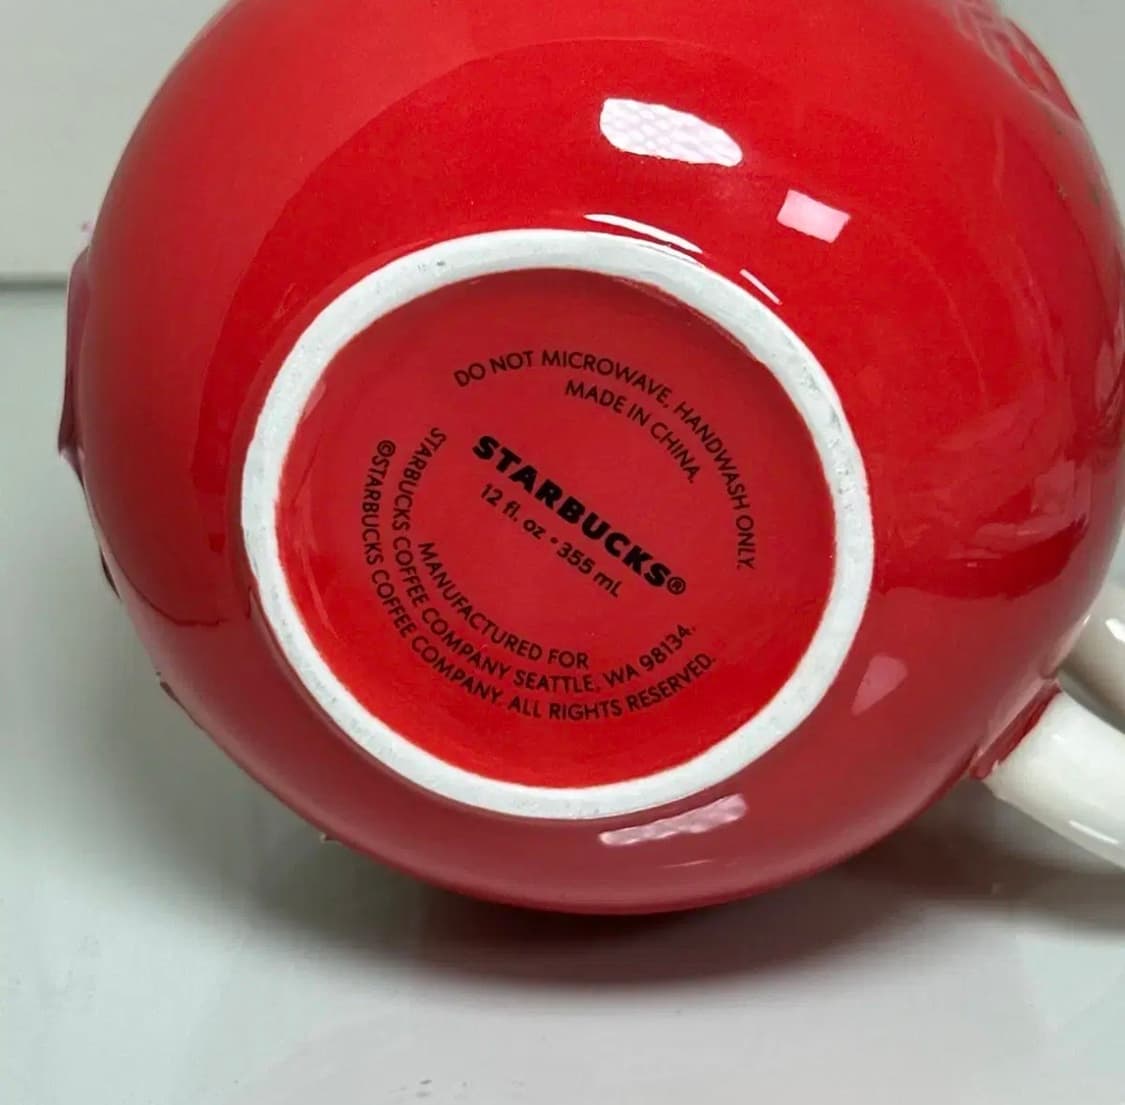 DO NOT MICROWAVE, HANDWASH ONLY.
MADE IN CHINA.
STARBUCKS®
12 fl. oz • 355 mL
MANUFACTURED FOR
STARBUCKS COFFEE COMPANY SEATTLE, WA 98134.
©STARBUCKS COFFEE COMPANY. ALL RIGHTS RESERVED.